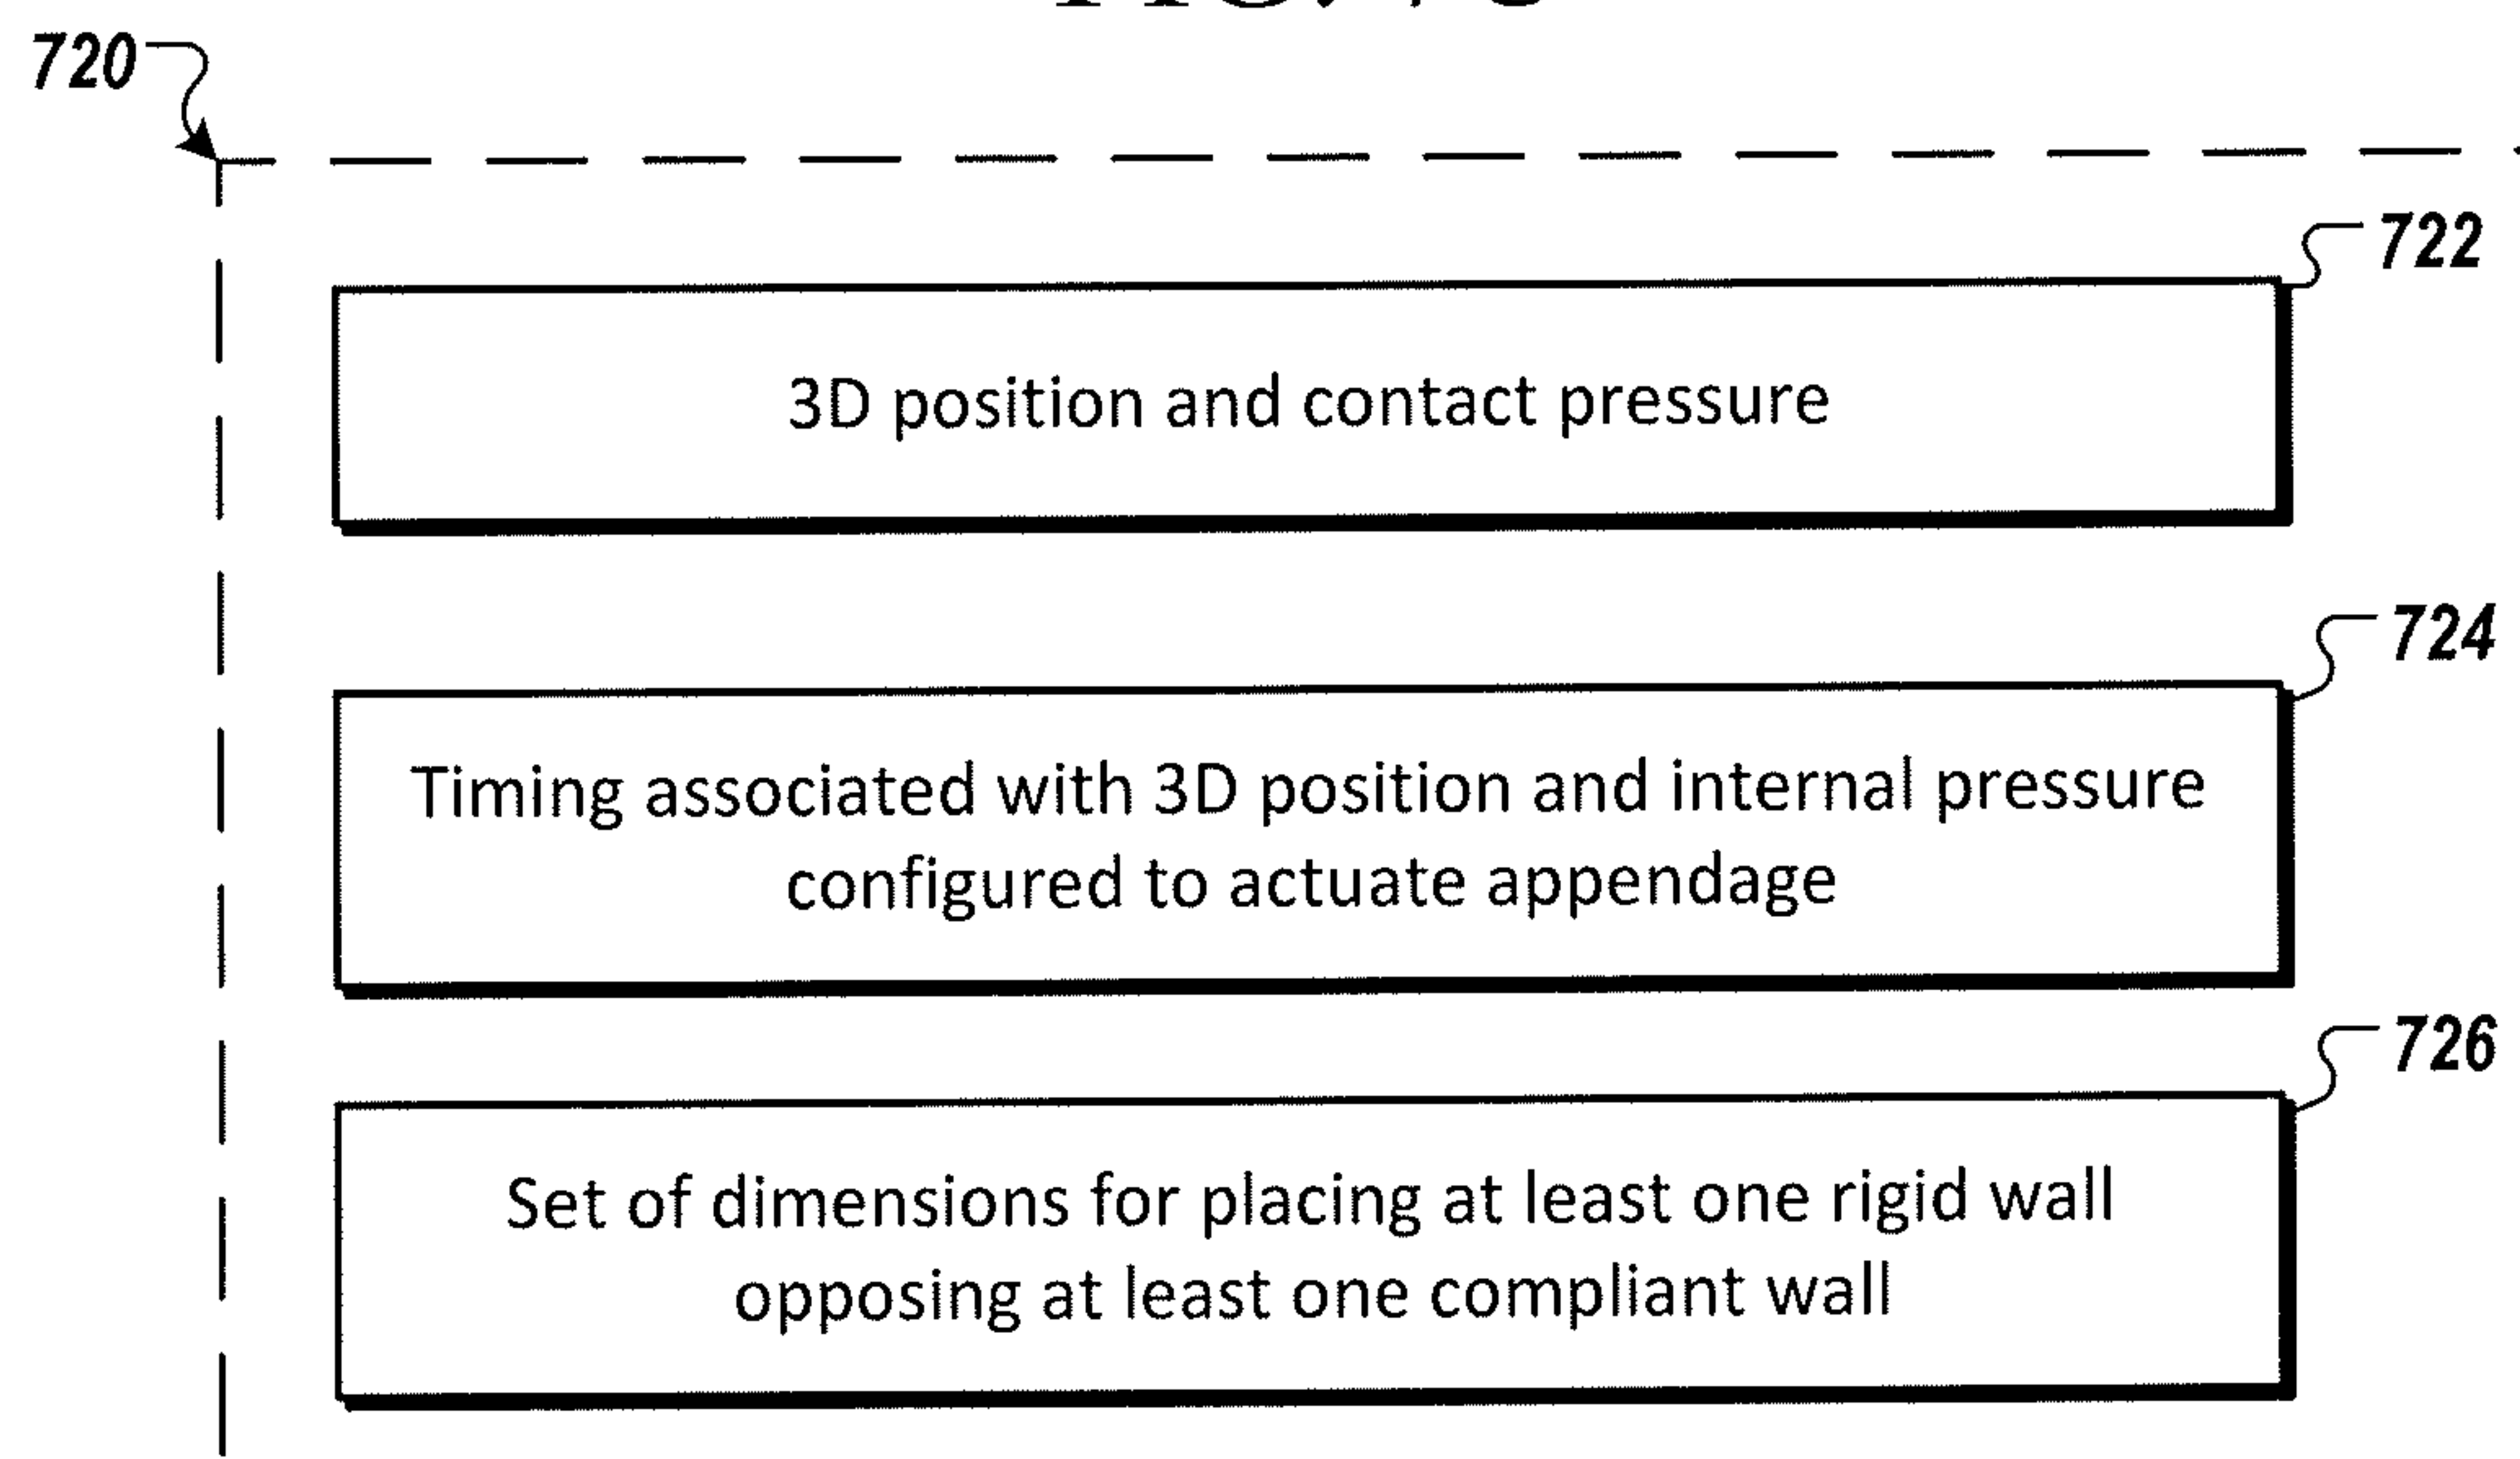 720
722
3D position and contact pressure
724
Timing associated with 3D position and internal pressure
configured to actuate appendage
726
Set of dimensions for placing at least one rigid wall
opposing at least one compliant wall